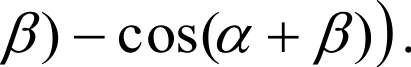 β) − cos(α + β)).